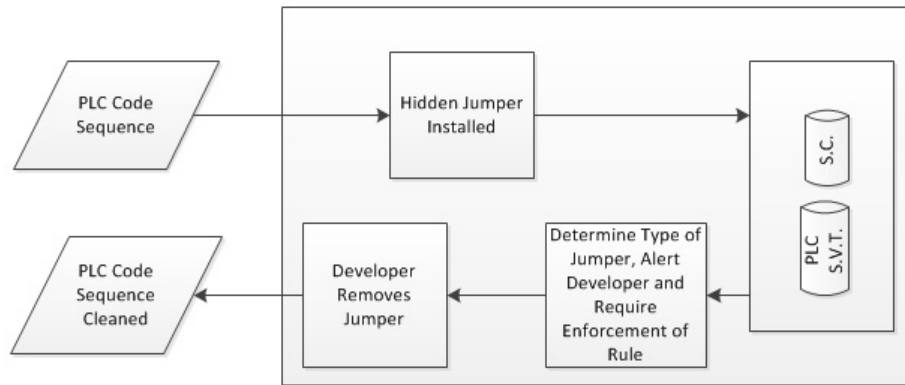 PLC Code
Sequence
Hidden Jumper
Installed
S.C.
PLC
S.V.T.
Determine Type of
Jumper, Alert
Developer and
Require
Enforcement of
Rule
Developer
Removes
Jumper
PLC Code
Sequence
Cleaned